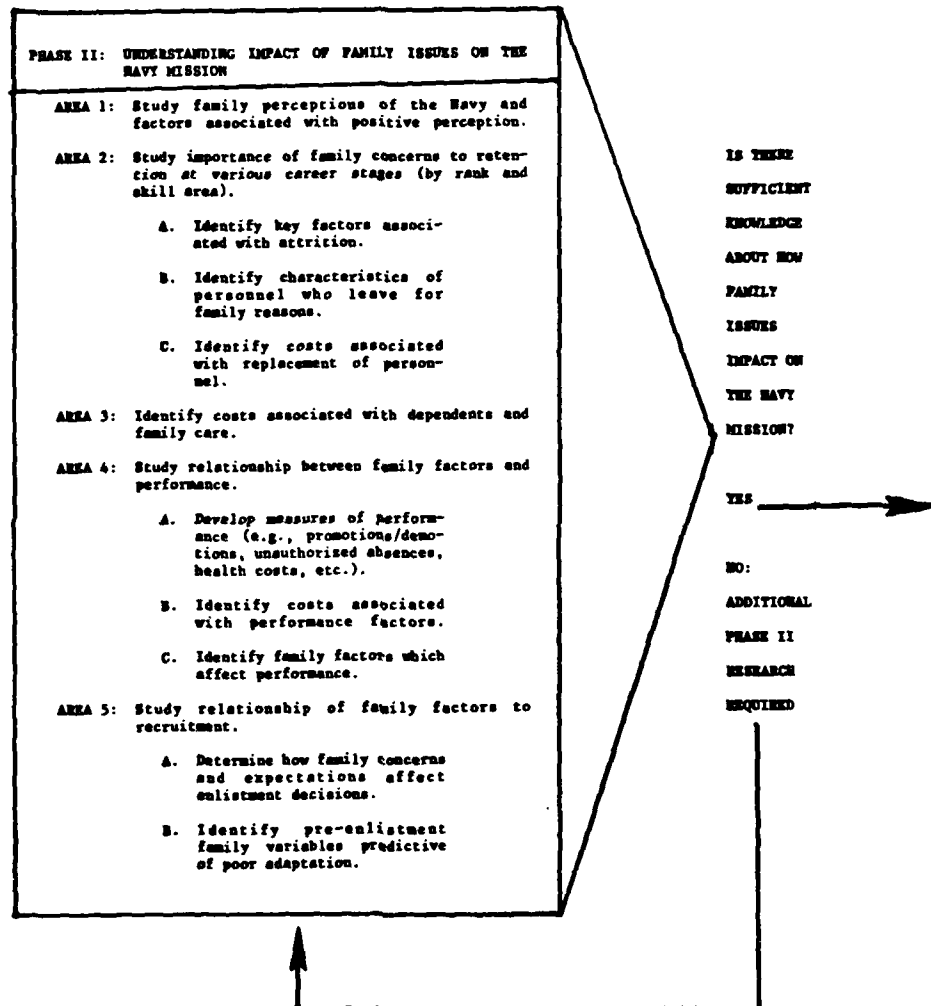 PHASE II: UNDERSTANDING IMPACT OF FAMILY ISSUES ON THE
NAVY MISSION
AREA 1: Study family perceptions of the Navy and
factors associated with positive perception.
AREA 2: Study importance of family concerns to reten-
tion at various career stages (by rank and
skill area).
A. Identify key factors associ-
ated with attrition.
B. Identify characteristics of
personnel who leave for
family reasons.
C. Identify costs associated
with replacement of person-
nel.
AREA 3: Identify costs associated with dependents and
family care.
AREA 4: Study relationship between family factors and
performance.
A. Develop measures of perform-
ance (e.g., promotions/demo-
tions, unauthorized absences,
health costs, etc.).
B. Identify costs associated
with performance factors.
C. Identify family factors which
affect performance.
AREA 5: Study relationship of family factors to
recruitment.
A. Determine how family concerns
and expectations affect
enlistment decisions.
B. Identify pre-enlistment
family variables predictive
of poor adaptation.
IS THERE
SUFFICIENT
KNOWLEDGE
ABOUT HOW
FAMILY
ISSUES
IMPACT ON
THE NAVY
MISSION?
YES
NO:
ADDITIONAL
PHASE II
RESEARCH
REQUIRED